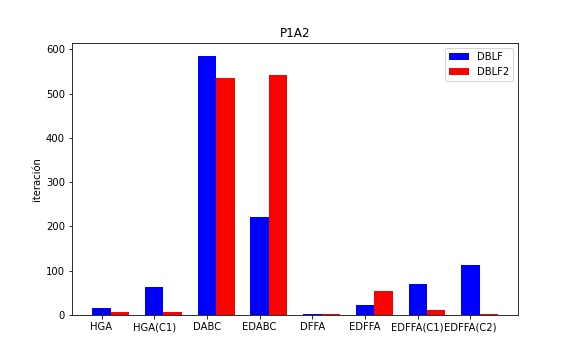 P1A2
DBLF
DBLF2
iteración
600
500
400
300
200
100
0
HGA HGA(C1) DABC EDABC DFFA EDFFA EDFFA(C1) EDFFA(C2)